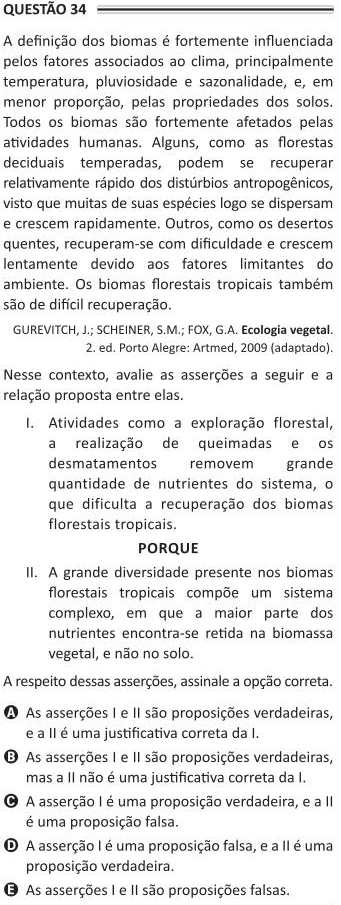 QUESTÃO 34
A definição dos biomas é fortemente influenciada
pelos fatores associados ao clima, principalmente
temperatura, pluviosidade e sazonalidade, e, em
menor proporção, pelas propriedades dos solos.
Todos os biomas são fortemente afetados pelas
atividades humanas. Alguns, como as florestas
deciduais temperadas, podem se recuperar
relativamente rápido dos distúrbios antropogênicos,
visto que muitas de suas espécies logo se dispersam
e crescem rapidamente. Outros, como os desertos
quentes, recuperam-se com dificuldade e crescem
lentamente devido aos fatores limitantes do
ambiente. Os biomas florestais tropicais também
são de difícil recuperação.
GUREVITCH, J.; SCHEINER, S.M.; FOX, G.A. Ecologia vegetal.
2. ed. Porto Alegre: Artmed, 2009 (adaptado).
Nesse contexto, avalie as asserções a seguir e a
relação proposta entre elas.
I. Atividades como a exploração florestal,
a realização de queimadas e os
desmatamentos removem grande
quantidade de nutrientes do sistema, o
que dificulta a recuperação dos biomas
florestais tropicais.
PORQUE
II. A grande diversidade presente nos biomas
florestais tropicais compõe um sistema
complexo, em que a maior parte dos
nutrientes encontra-se retida na biomassa
vegetal, e não no solo.
A respeito dessas asserções, assinale a opção correta.
A As asserções I e II são proposições verdadeiras,
e a II é uma justificativa correta da I.
B As asserções I e II são proposições verdadeiras,
mas a II não é uma justificativa correta da I.
C A asserção I é uma proposição verdadeira, e a II
é uma proposição falsa.
D A asserção I é uma proposição falsa, e a II é uma
proposição verdadeira.
E As asserções I e II são proposições falsas.